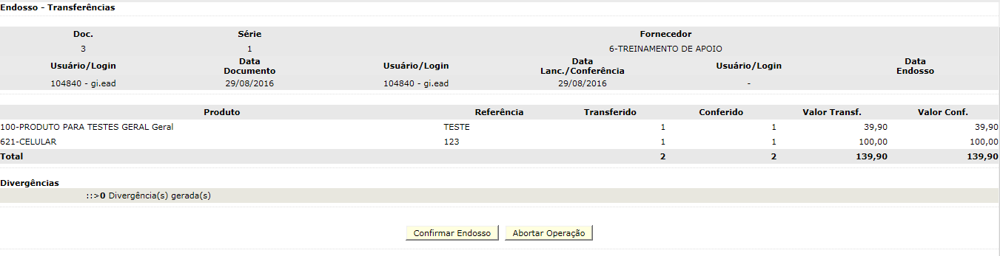 Endosso - Transferências
Doc. Série Fornecedor
3 1 6-TREINAMENTO DE APOIO
Usuário/Login Data Documento Usuário/Login Data Lanc./Conferência Usuário/Login Data Endosso
104840 - gi.ead 29/08/2016 104840 - gi.ead 29/08/2016 -
Produto Referência Transferido Conferido Valor Transf. Valor Conf.
100-PRODUTO PARA TESTES GERAL Geral TESTE 1 1 39,90 39,90
621-CELULAR 123 1 1 100,00 100,00
Total 2 2 139,90 139,90
Divergências
::>0 Divergência(s) gerada(s)
Confirmar Endosso Abortar Operação